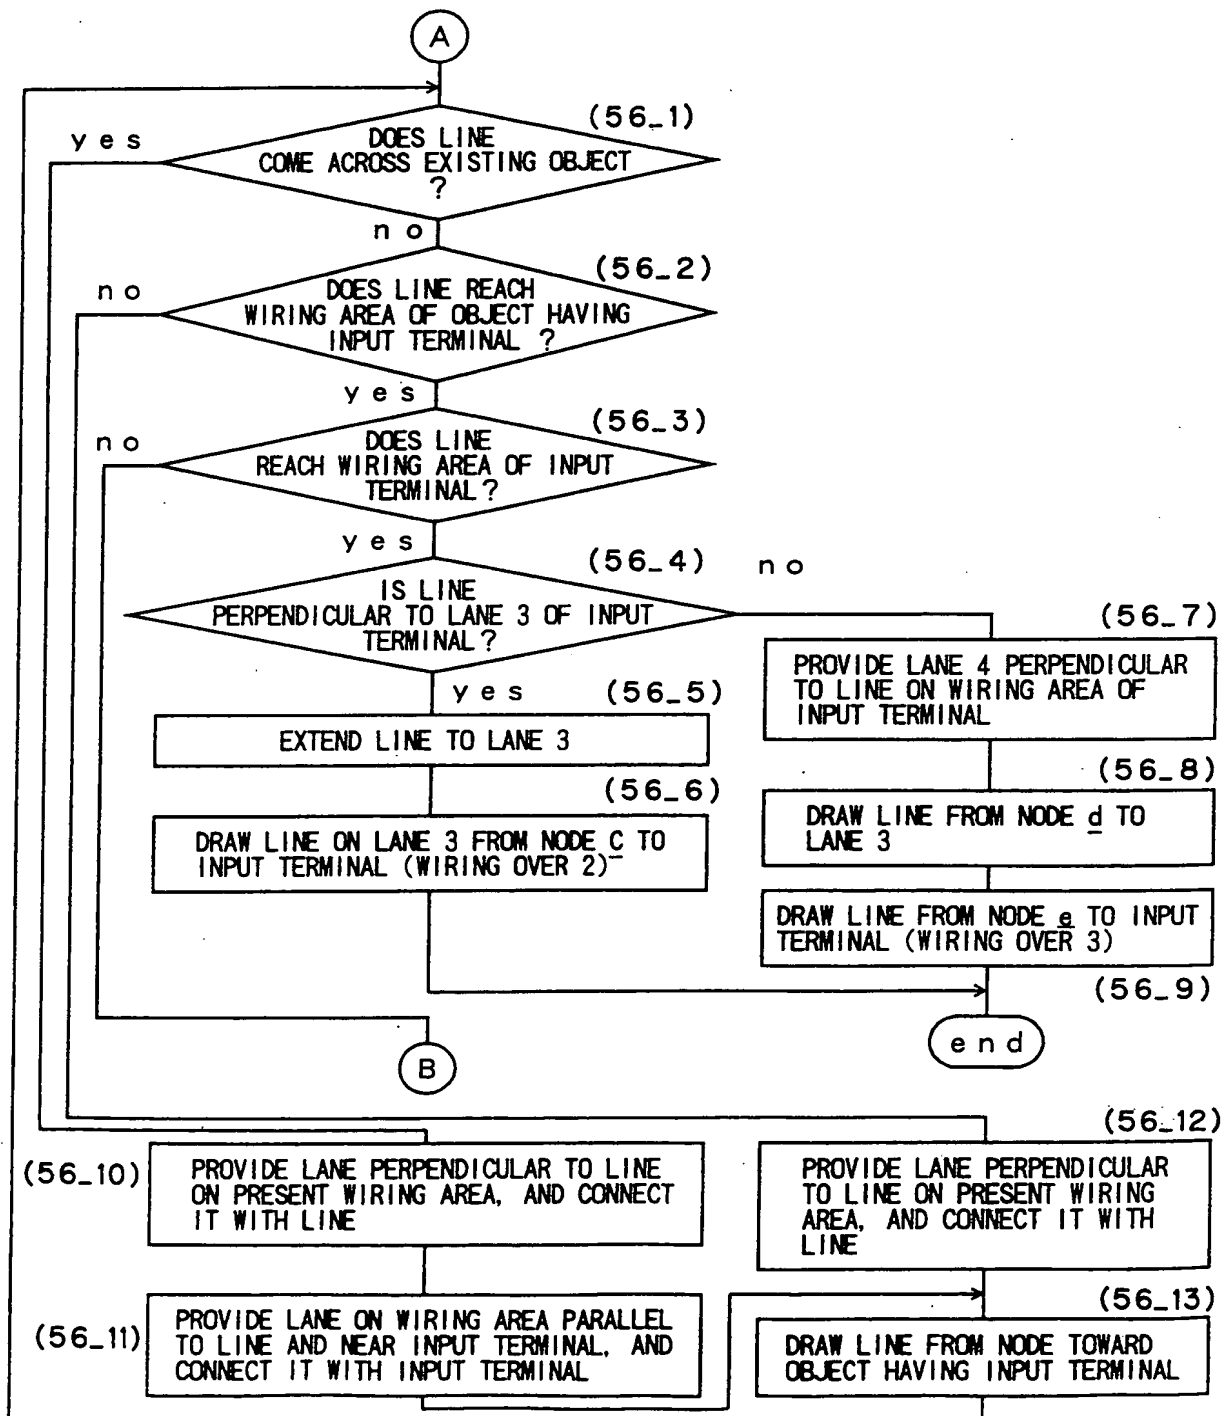 A
(56_1)
yes
DOES LINE
COME ACROSS EXISTING OBJECT
?
no
(56_2)
no
DOES LINE REACH
WIRING AREA OF OBJECT HAVING
INPUT TERMINAL ?
yes
(56_3)
no
DOES LINE
REACH WIRING AREA OF INPUT
TERMINAL?
yes
(56_4)
no
IS LINE
PERPENDICULAR TO LANE 3 OF INPUT
TERMINAL?
yes
(56_5)
EXTEND LINE TO LANE 3
(56_6)
DRAW LINE ON LANE 3 FROM NODE C TO
INPUT TERMINAL (WIRING OVER 2)
(56_7)
PROVIDE LANE 4 PERPENDICULAR
TO LINE ON WIRING AREA OF
INPUT TERMINAL
(56_8)
DRAW LINE FROM NODE d TO
LANE 3
DRAW LINE FROM NODE e TO INPUT
TERMINAL (WIRING OVER 3)
(56_9)
end
B
(56_10)
PROVIDE LANE PERPENDICULAR TO LINE
ON PRESENT WIRING AREA, AND CONNECT
IT WITH LINE
(56_11)
PROVIDE LANE ON WIRING AREA PARALLEL
TO LINE AND NEAR INPUT TERMINAL, AND
CONNECT IT WITH INPUT TERMINAL
(56_12)
PROVIDE LANE PERPENDICULAR
TO LINE ON PRESENT WIRING
AREA, AND CONNECT IT WITH
LINE
(56_13)
DRAW LINE FROM NODE TOWARD
OBJECT HAVING INPUT TERMINAL